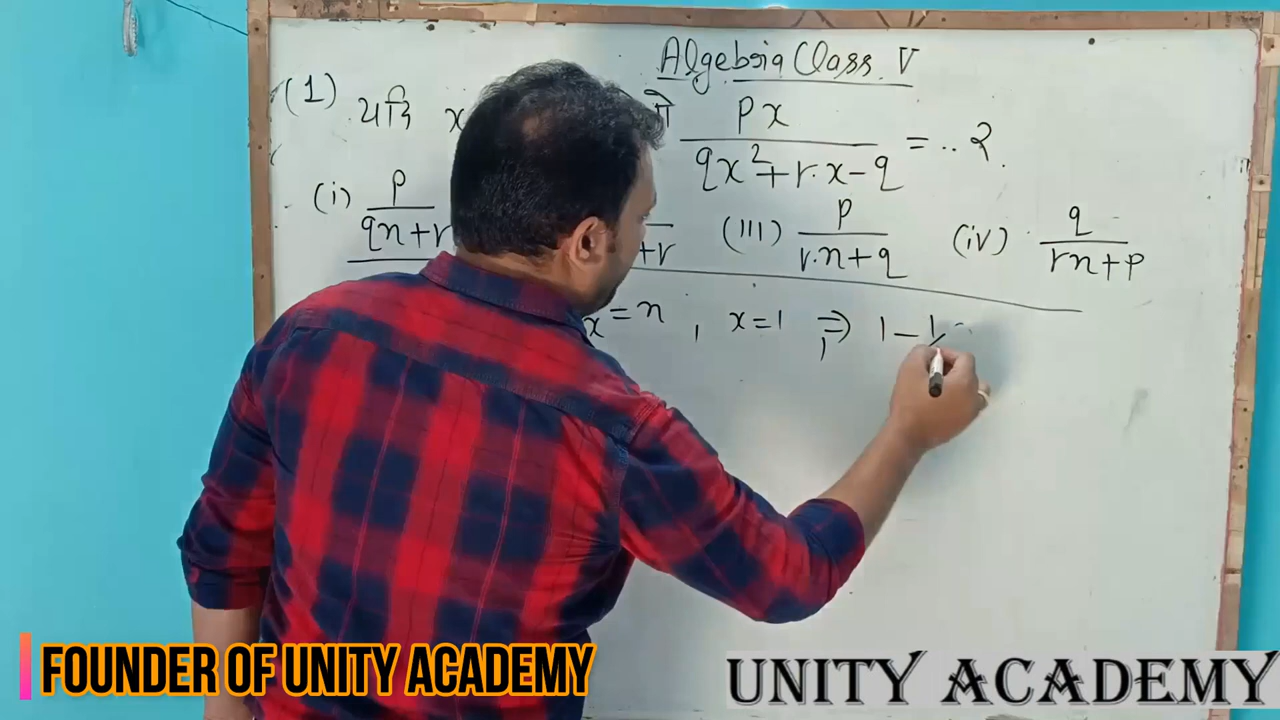 Algebra Class V
(1) यदि x तो px / qx²+r.x-q = ..?
(i) p / qn+r +r (iii) p / r.n+q (iv) q / rn+p
x = n , x=1 ⇒ 1-1/
FOUNDER OF UNITY ACADEMY
UNITY ACADEMY